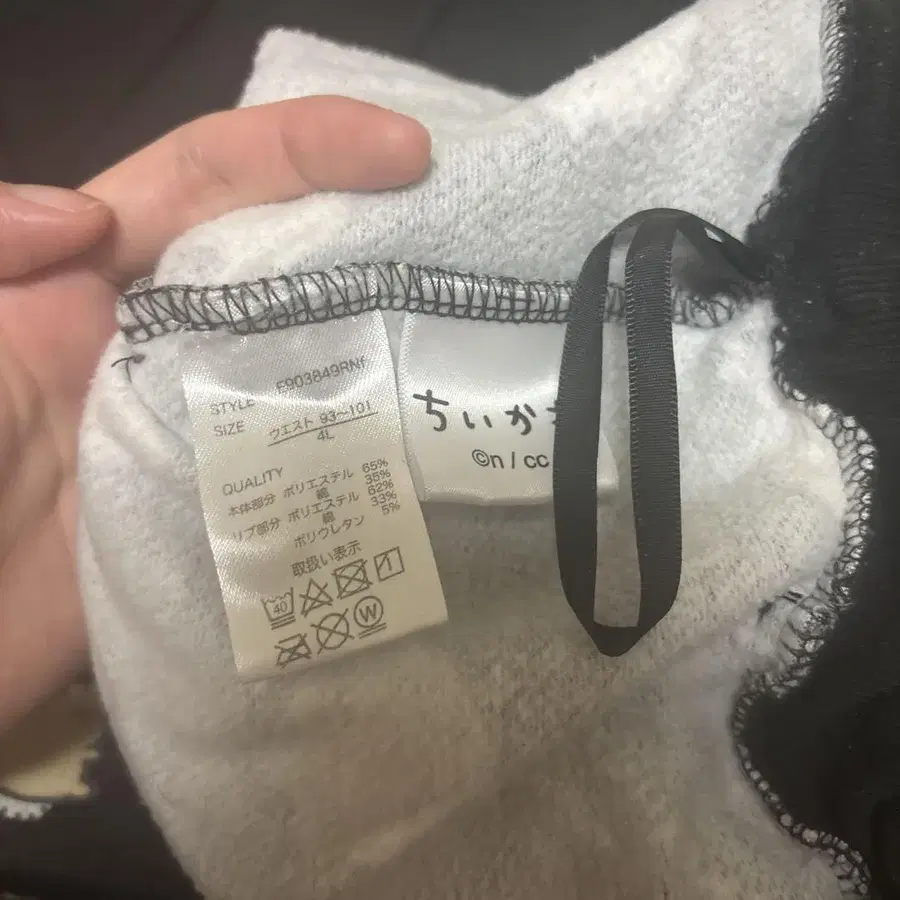 STYLE E903849RNf
SIZE ウエスト 93〜101
4L
QUALITY
本体部分 ポリエステル 65%
綿 35%
リブ部分 ポリエステル 62%
綿 33%
ポリウレタン 5%
取扱い表示
40
1
W
ちいか
©n / cc